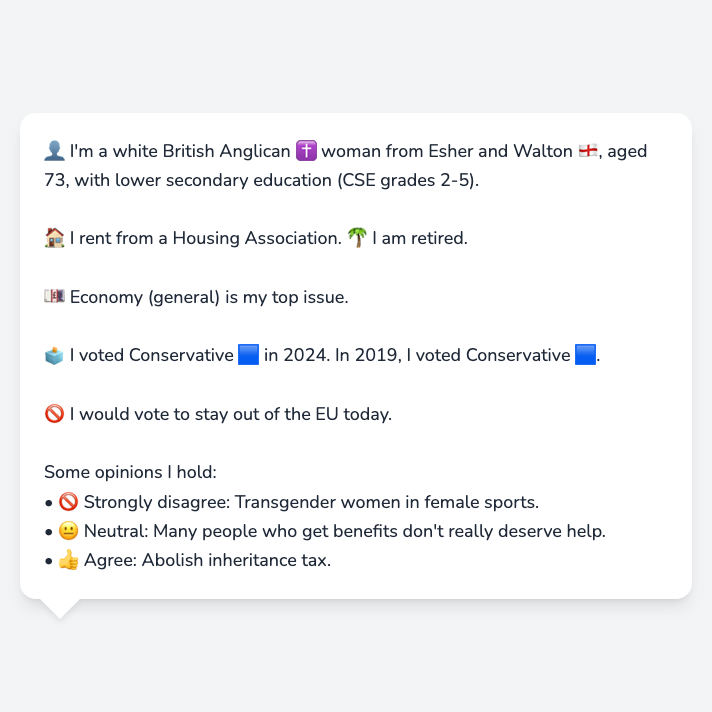 👤 I'm a white British Anglican ✝️ woman from Esher and Walton 🏴󠁧󠁢󠁥󠁮󠁧󠁿, aged
73, with lower secondary education (CSE grades 2-5).
🏠 I rent from a Housing Association. 🌴 I am retired.
💷 Economy (general) is my top issue.
🗳️ I voted Conservative 🟦 in 2024. In 2019, I voted Conservative 🟦.
🚫 I would vote to stay out of the EU today.
Some opinions I hold:
• 🚫 Strongly disagree: Transgender women in female sports.
• 😐 Neutral: Many people who get benefits don't really deserve help.
• 👍 Agree: Abolish inheritance tax.